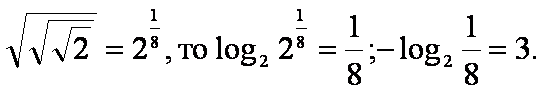 √√√2 = 2^(1/8), то log₂ 2^(1/8) = 1/8; −log₂ 1/8 = 3.